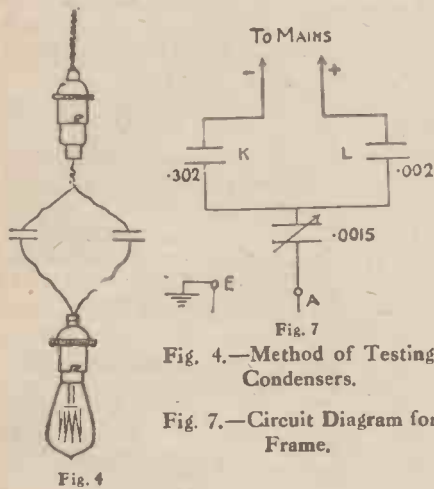 To Mains
- +
K L
.302 .002
.0015
E
A
Fig. 7
Fig. 4.—Method of Testing
Condensers.
Fig. 7.—Circuit Diagram for
Frame.
Fig. 4